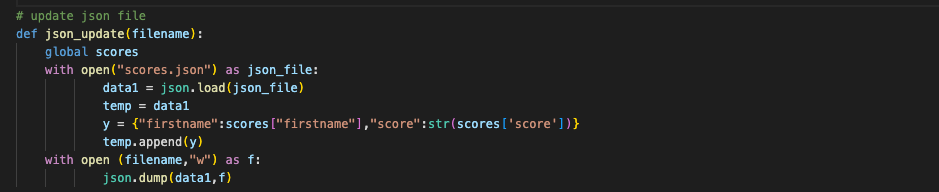 # update json file
def json_update(filename):
    global scores
    with open("scores.json") as json_file:
            data1 = json.load(json_file)
            temp = data1
            y = {"firstname":scores["firstname"],"score":str(scores['score'])}
            temp.append(y)
    with open (filename,"w") as f:
            json.dump(data1,f)